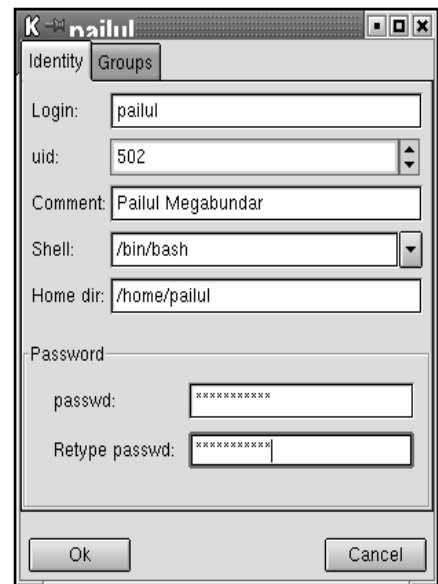 pailul
Identity Groups
Login: pailul
uid: 502
Comment: Pailul Megabundar
Shell: /bin/bash
Home dir: /home/pailul
Password
passwd: ***********
Retype passwd: ***********
Ok Cancel